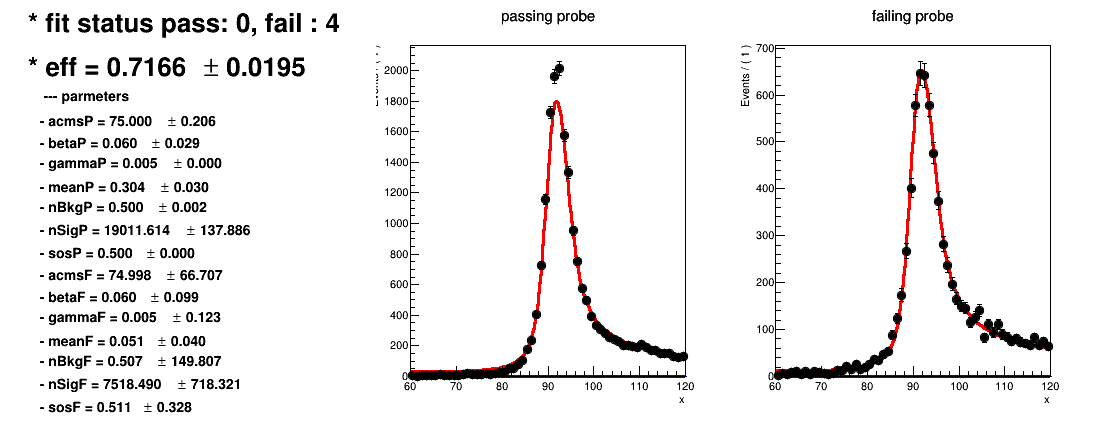 * fit status pass: 0, fail : 4
* eff = 0.7166 ± 0.0195
--- parmeters
- acmsP = 75.000 ± 0.206
- betaP = 0.060 ± 0.029
- gammaP = 0.005 ± 0.000
- meanP = 0.304 ± 0.030
- nBkgP = 0.500 ± 0.002
- nSigP = 19011.614 ± 137.886
- sosP = 0.500 ± 0.000
- acmsF = 74.998 ± 66.707
- betaF = 0.060 ± 0.099
- gammaF = 0.005 ± 0.123
- meanF = 0.051 ± 0.040
- nBkgF = 0.507 ± 149.807
- nSigF = 7518.490 ± 718.321
- sosF = 0.511 ± 0.328
passing probe
2000
1800
1600
1400
1200
1000
800
600
400
200
0
60 70 80 90 100 110 120
x
failing probe
Events / ( 1 )
700
600
500
400
300
200
100
0
60 70 80 90 100 110 120
x